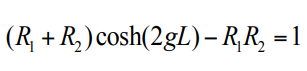 (R₁ + R₂)cosh(2gL) – R₁R₂ = 1